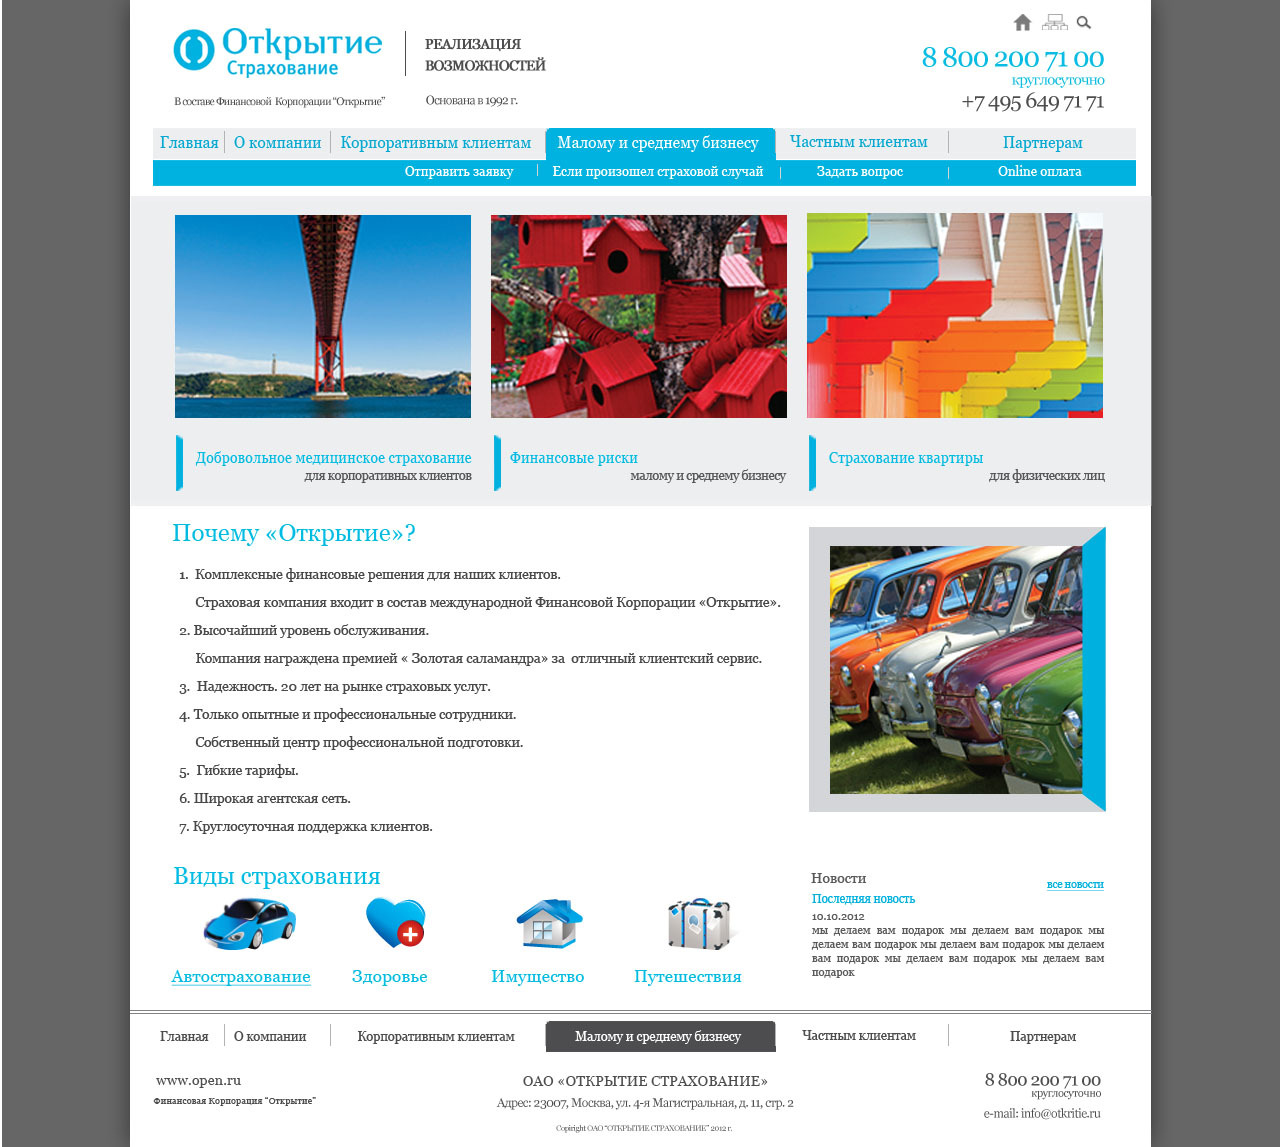 Открытие
Страхование
РЕАЛИЗАЦИЯ
ВОЗМОЖНОСТЕЙ
В составе Финансовой Корпорации "Открытие"
Основана в 1992 г.
8 800 200 71 00
круглосуточно
+7 495 649 71 71
Главная О компании Корпоративным клиентам Малому и среднему бизнесу Частным клиентам Партнерам
Отправить заявку Если произошел страховой случай Задать вопрос Online оплата
Добровольное медицинское страхование
для корпоративных клиентов
Финансовые риски
малому и среднему бизнесу
Страхование квартиры
для физических лиц
Почему «Открытие»?
1. Комплексные финансовые решения для наших клиентов.
Страховая компания входит в состав международной Финансовой Корпорации «Открытие».
2. Высочайший уровень обслуживания.
Компания награждена премией « Золотая саламандра» за отличный клиентский сервис.
3. Надежность. 20 лет на рынке страховых услуг.
4. Только опытные и профессиональные сотрудники.
Собственный центр профессиональной подготовки.
5. Гибкие тарифы.
6. Широкая агентская сеть.
7. Круглосуточная поддержка клиентов.
Виды страхования
Автострахование Здоровье Имущество Путешествия
Новости
все новости
Последняя новость
10.10.2012
мы делаем вам подарок мы делаем вам подарок мы
делаем вам подарок мы делаем вам подарок мы делаем
вам подарок мы делаем вам подарок мы делаем вам
подарок
Главная О компании Корпоративным клиентам Малому и среднему бизнесу Частным клиентам Партнерам
www.open.ru
Финансовая Корпорация "Открытие"
ОАО «ОТКРЫТИЕ СТРАХОВАНИЕ»
Адрес: 23007, Москва, ул. 4-я Магистральная, д. 11, стр. 2
Copiright ОАО "ОТКРЫТИЕ СТРАХОВАНИЕ" 2012 г.
8 800 200 71 00
круглосуточно
e-mail: info@otkritie.ru